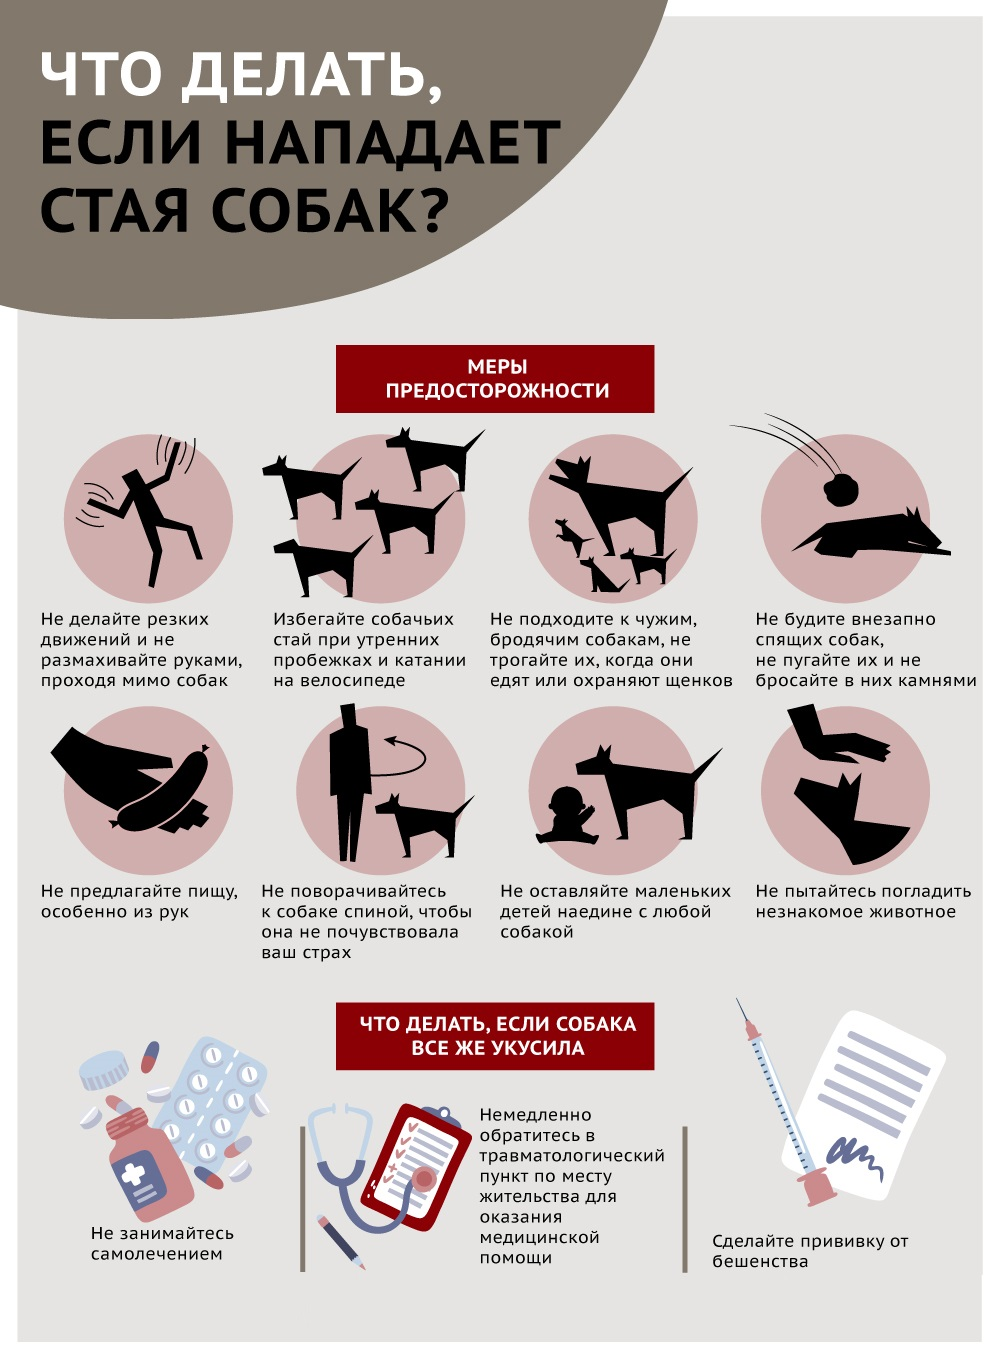 ЧТО ДЕЛАТЬ,
ЕСЛИ НАПАДАЕТ
СТАЯ СОБАК?
МЕРЫ
ПРЕДОСТОРОЖНОСТИ
Не делайте резких
движений и не
размахивайте руками,
проходя мимо собак
Избегайте собачьих
стай при утренних
пробежках и катании
на велосипеде
Не подходите к чужим,
бродячим собакам, не
трогайте их, когда они
едят или охраняют щенков
Не будите внезапно
спящих собак,
не пугайте их и не
бросайте в них камнями
Не предлагайте пищу,
особенно из рук
Не поворачивайтесь
к собаке спиной, чтобы
она не почувствовала
ваш страх
Не оставляйте маленьких
детей наедине с любой
собакой
Не пытайтесь погладить
незнакомое животное
ЧТО ДЕЛАТЬ, ЕСЛИ СОБАКА
ВСЕ ЖЕ УКУСИЛА
Не занимайтесь
самолечением
Немедленно
обратитесь в
травматологический
пункт по месту
жительства для
оказания
медицинской
помощи
Сделайте прививку от
бешенства